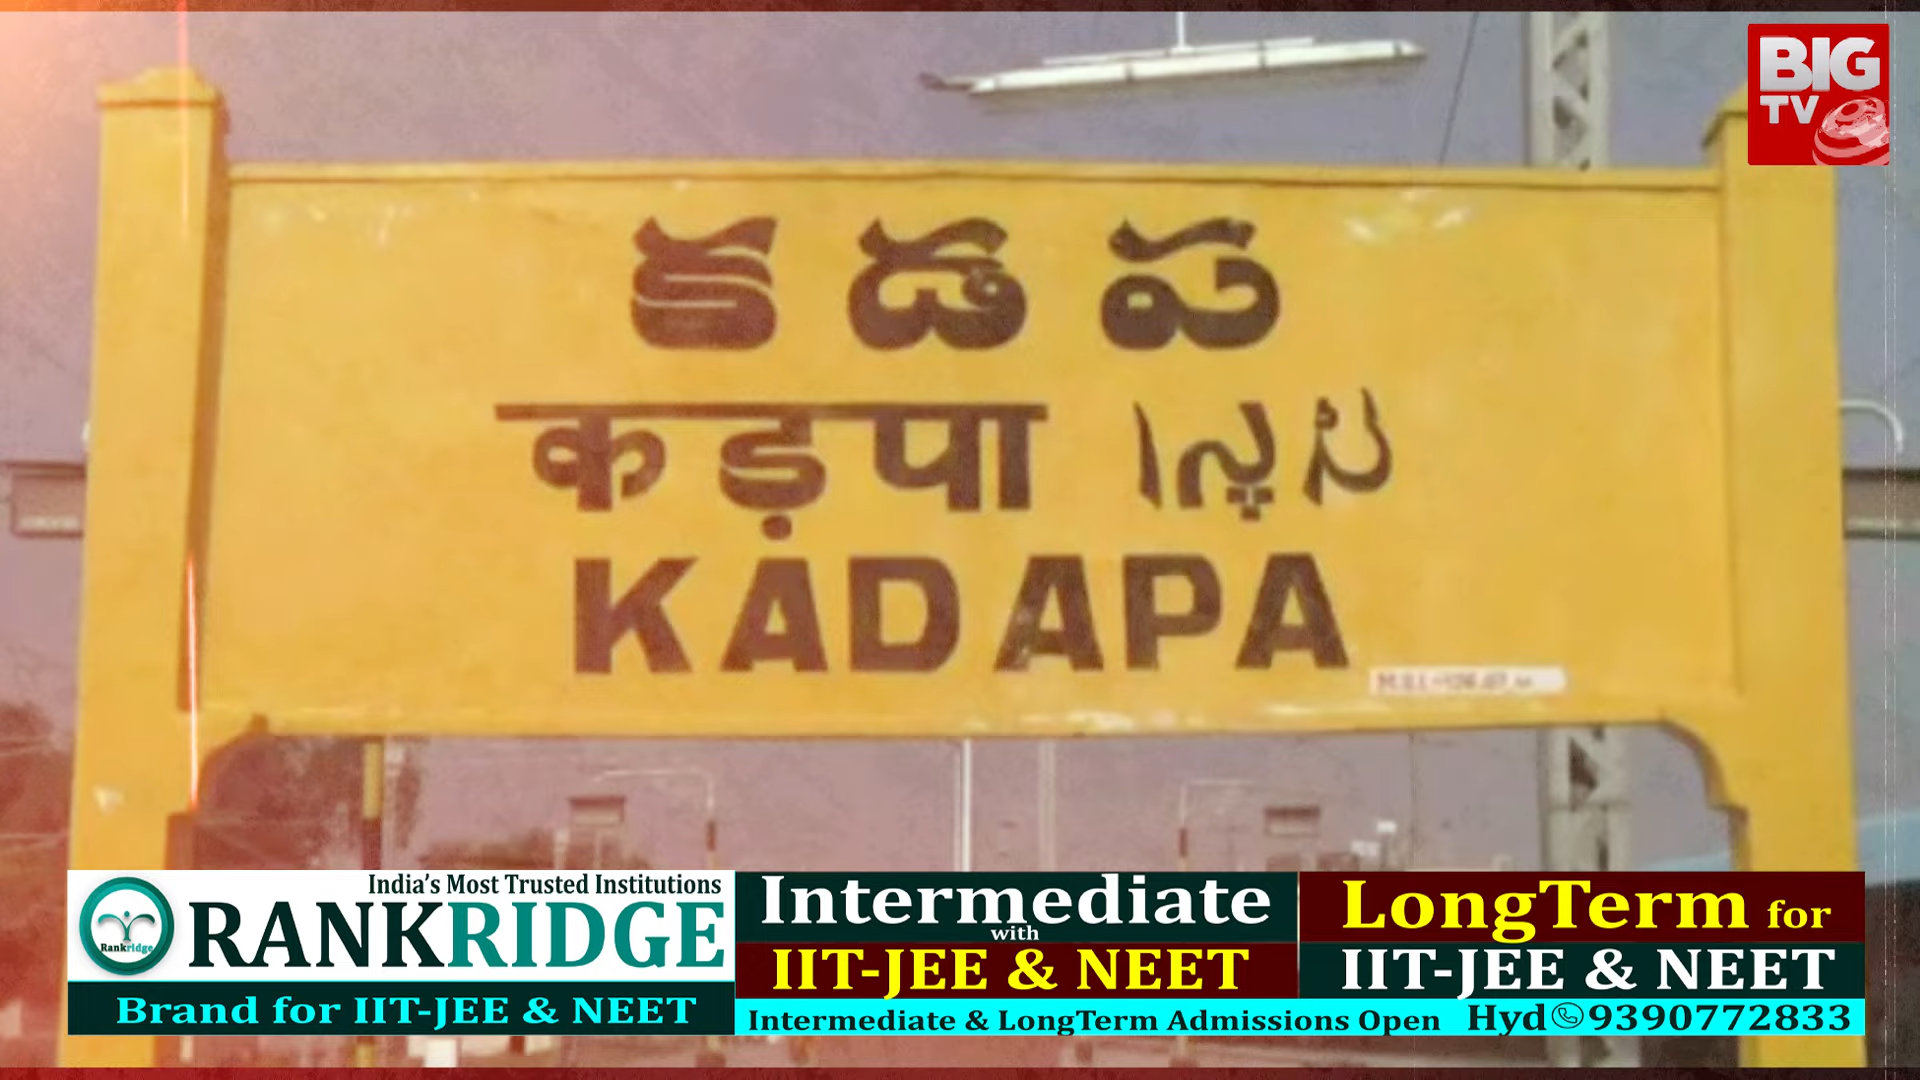 BIG
TV
కడప
कड़पा
KADAPA
India's Most Trusted Institutions
RANKRIDGE
Rankridge
Brand for IIT-JEE & NEET
Intermediate
with
IIT-JEE & NEET
LongTerm for
IIT-JEE & NEET
Intermediate & LongTerm Admissions Open Hyd 9390772833